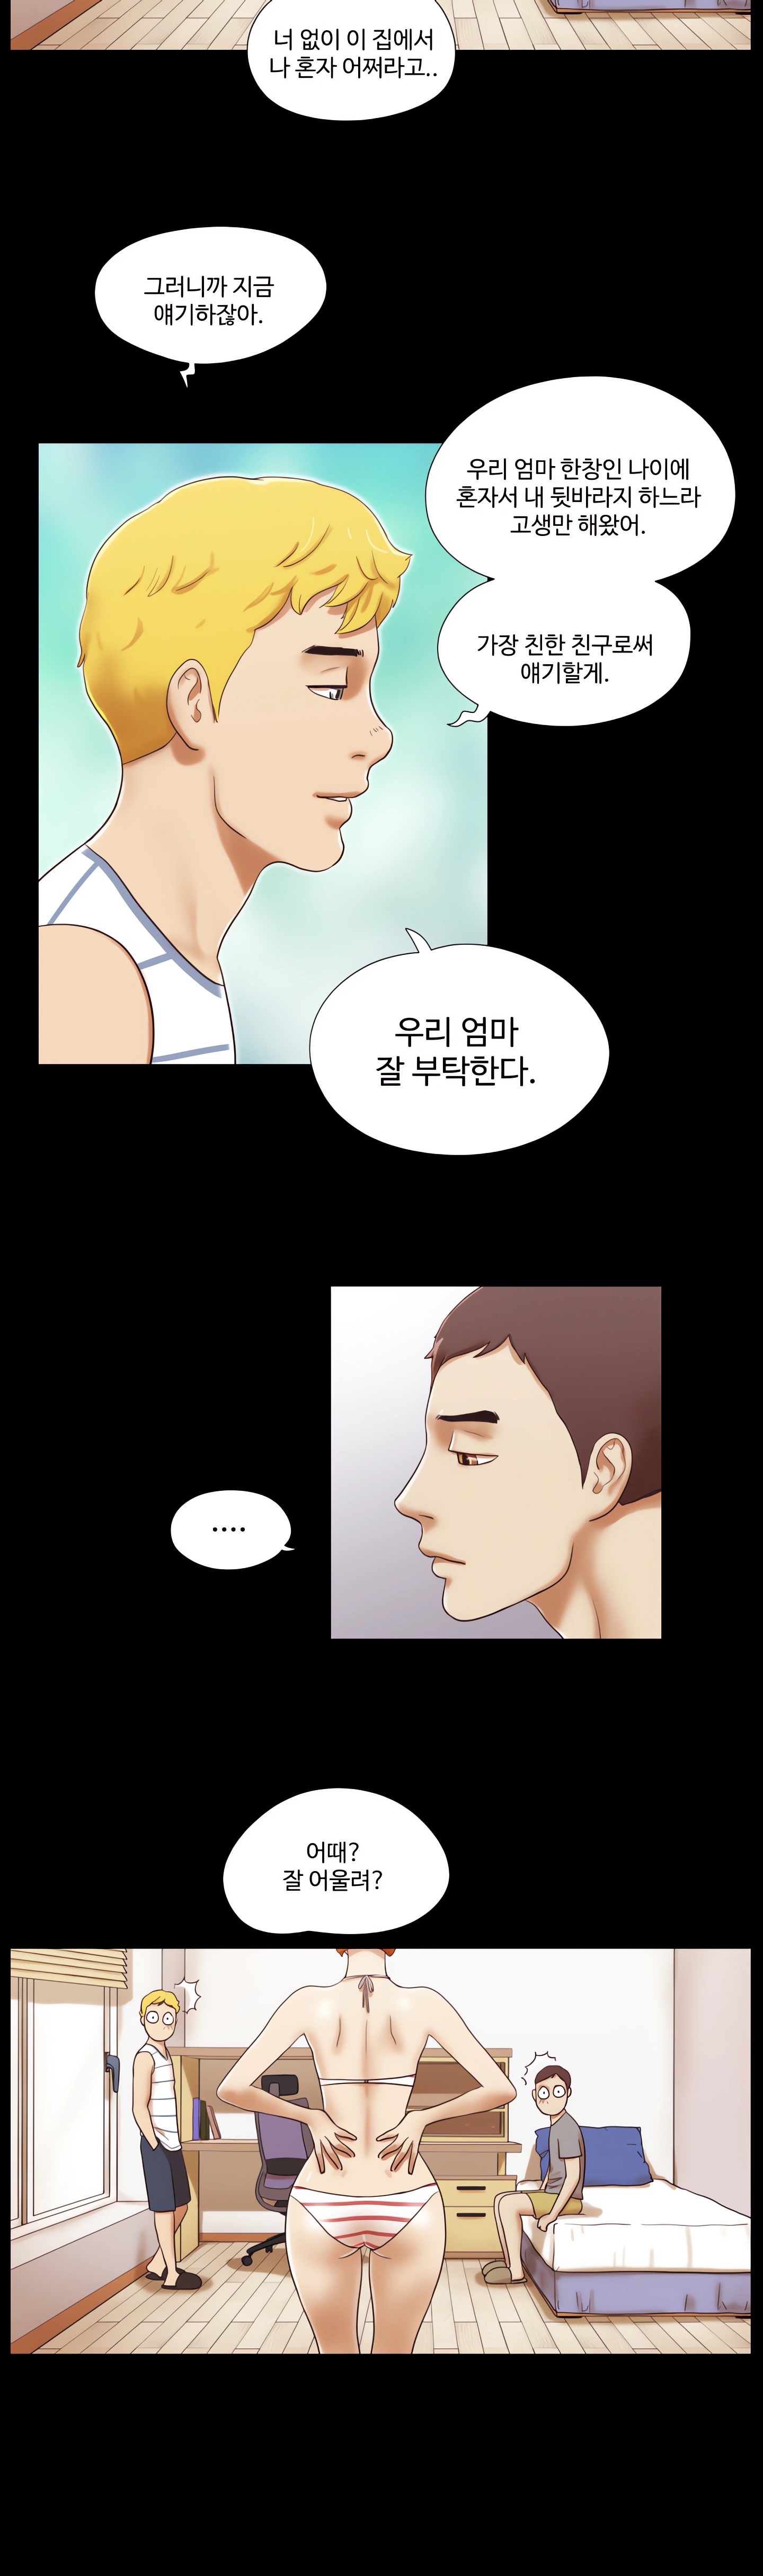 너 없이 이 집에서
나 혼자 어쩌라고..
그러니까 지금
얘기하잖아.
우리 엄마 한창인 나이에
혼자서 내 뒷바라지 하느라
고생만 해왔어.
가장 친한 친구로써
얘기할게.
우리 엄마
잘 부탁한다.
....
어때?
잘 어울려?